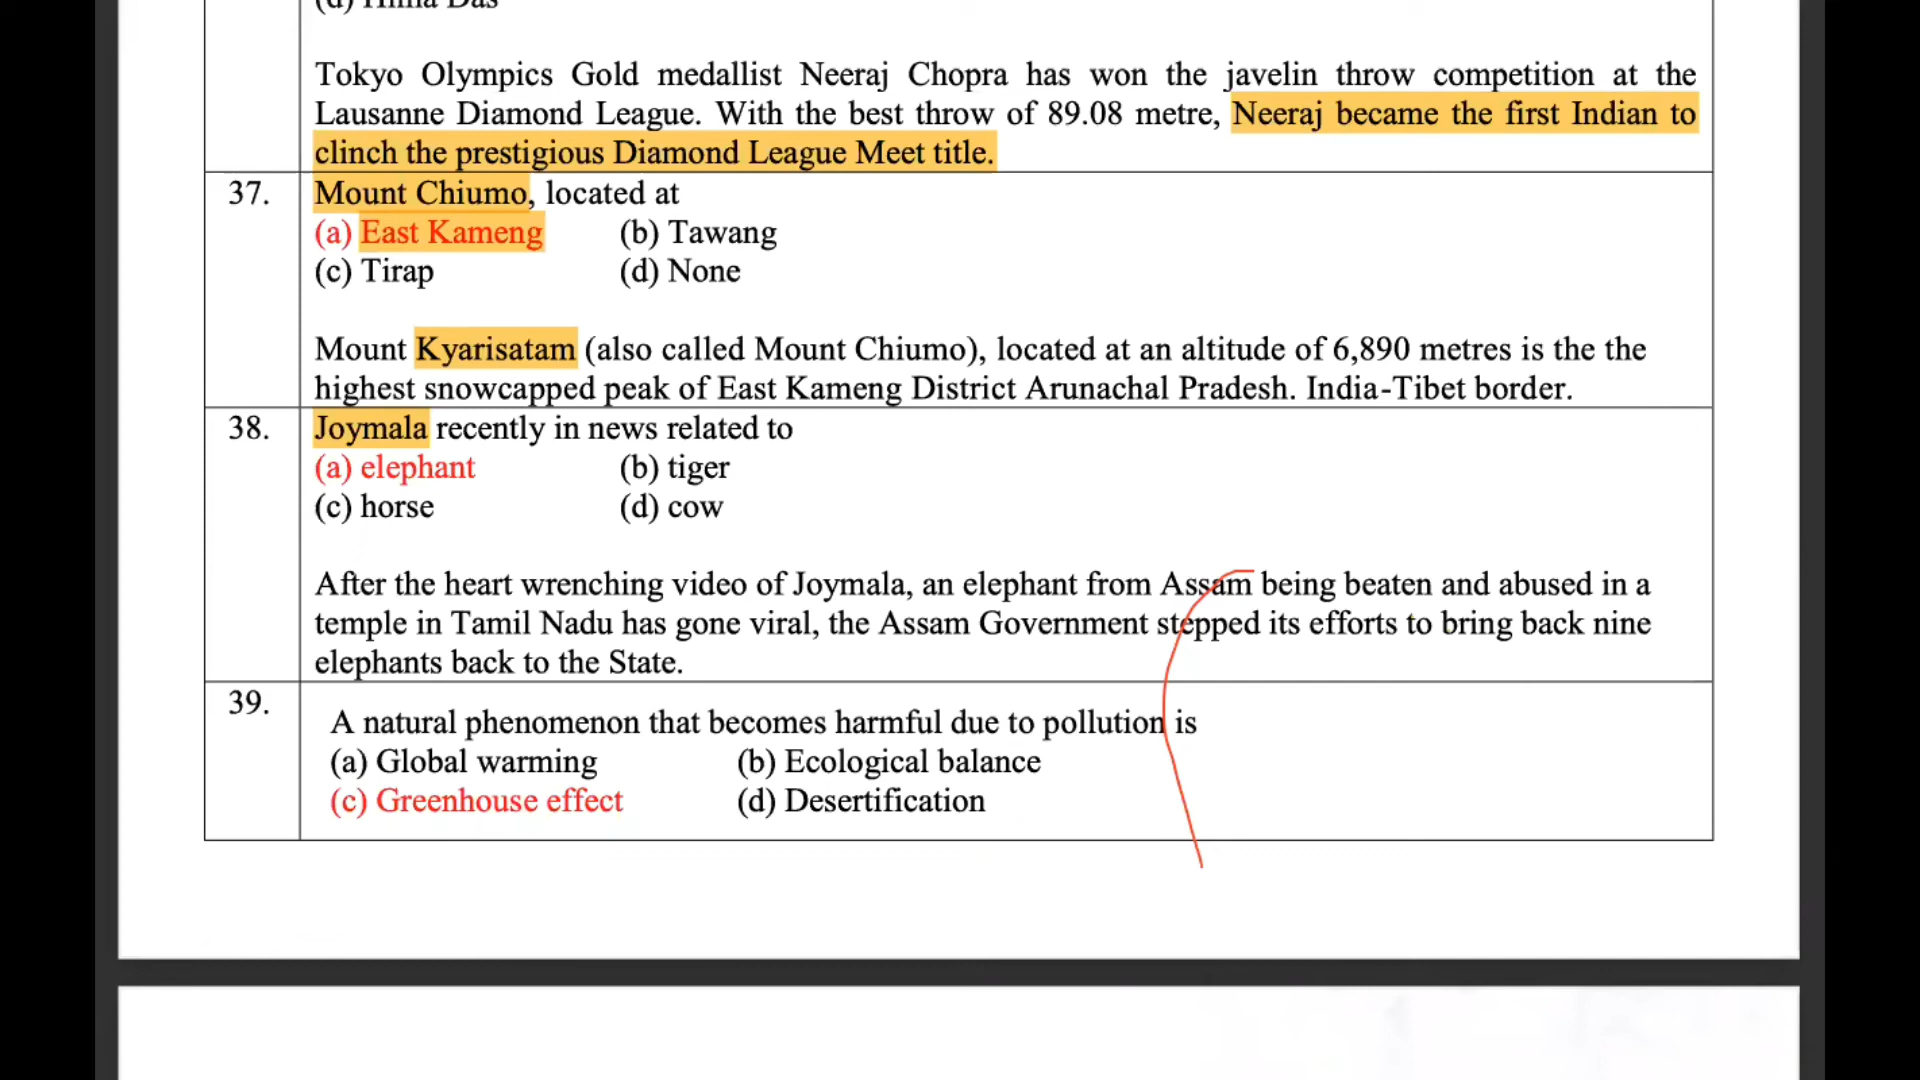 (d) Hima Das
Tokyo Olympics Gold medallist Neeraj Chopra has won the javelin throw competition at the
Lausanne Diamond League. With the best throw of 89.08 metre, Neeraj became the first Indian to
clinch the prestigious Diamond League Meet title.
37. Mount Chiumo, located at
(a) East Kameng (b) Tawang
(c) Tirap (d) None
Mount Kyarisatam (also called Mount Chiumo), located at an altitude of 6,890 metres is the the
highest snowcapped peak of East Kameng District Arunachal Pradesh. India-Tibet border.
38. Joymala recently in news related to
(a) elephant (b) tiger
(c) horse (d) cow
After the heart wrenching video of Joymala, an elephant from Assam being beaten and abused in a
temple in Tamil Nadu has gone viral, the Assam Government stepped its efforts to bring back nine
elephants back to the State.
39. A natural phenomenon that becomes harmful due to pollution is
(a) Global warming (b) Ecological balance
(c) Greenhouse effect (d) Desertification